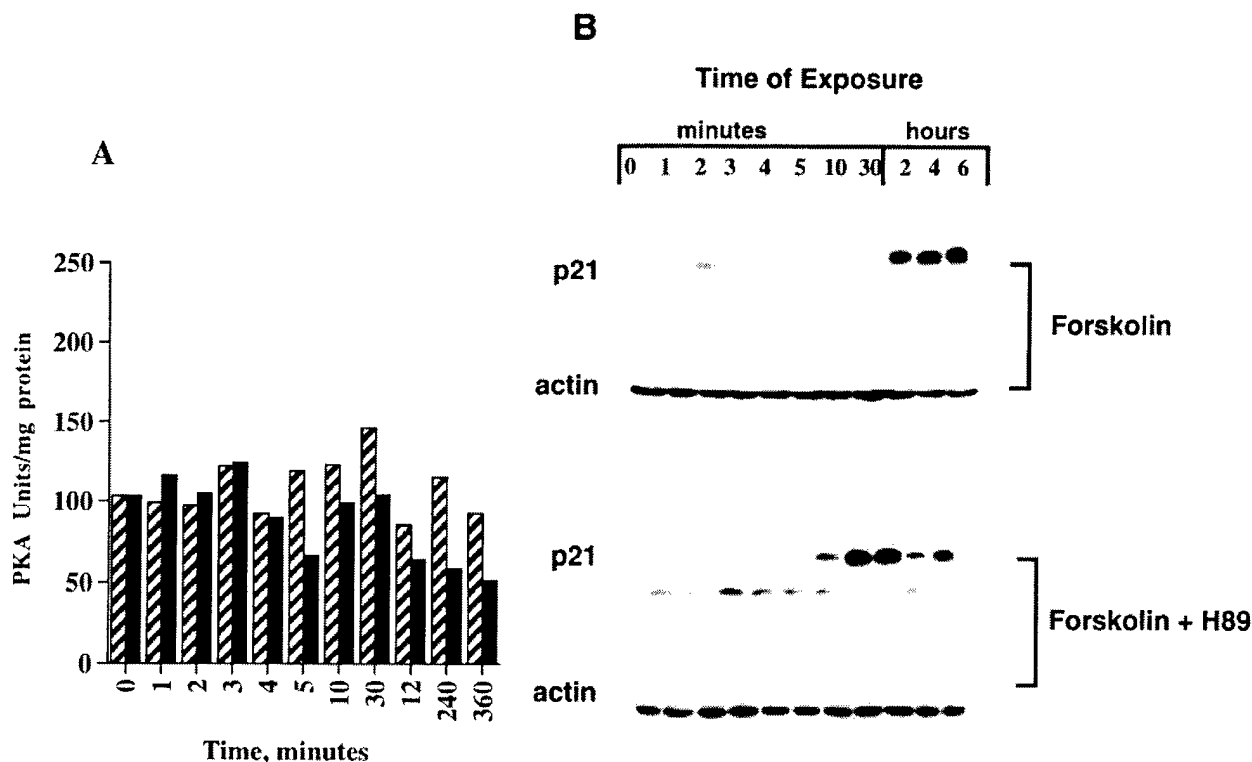 A
250
200
150
100
50
0
PKA Units/mg protein
0 1 2 3 4 5 10 30 12 240 360
Time, minutes
B
Time of Exposure
minutes hours
0 1 2 3 4 5 10 30 2 4 6
p21
actin
Forskolin
p21
actin
Forskolin + H89